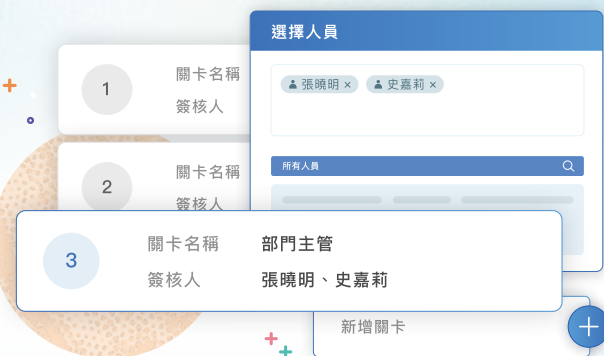 選擇人員
張曉明 ×
史嘉莉 ×
所有人員
1
關卡名稱
簽核人
2
關卡名稱
簽核人
3
關卡名稱 部門主管
簽核人 張曉明、史嘉莉
新增關卡